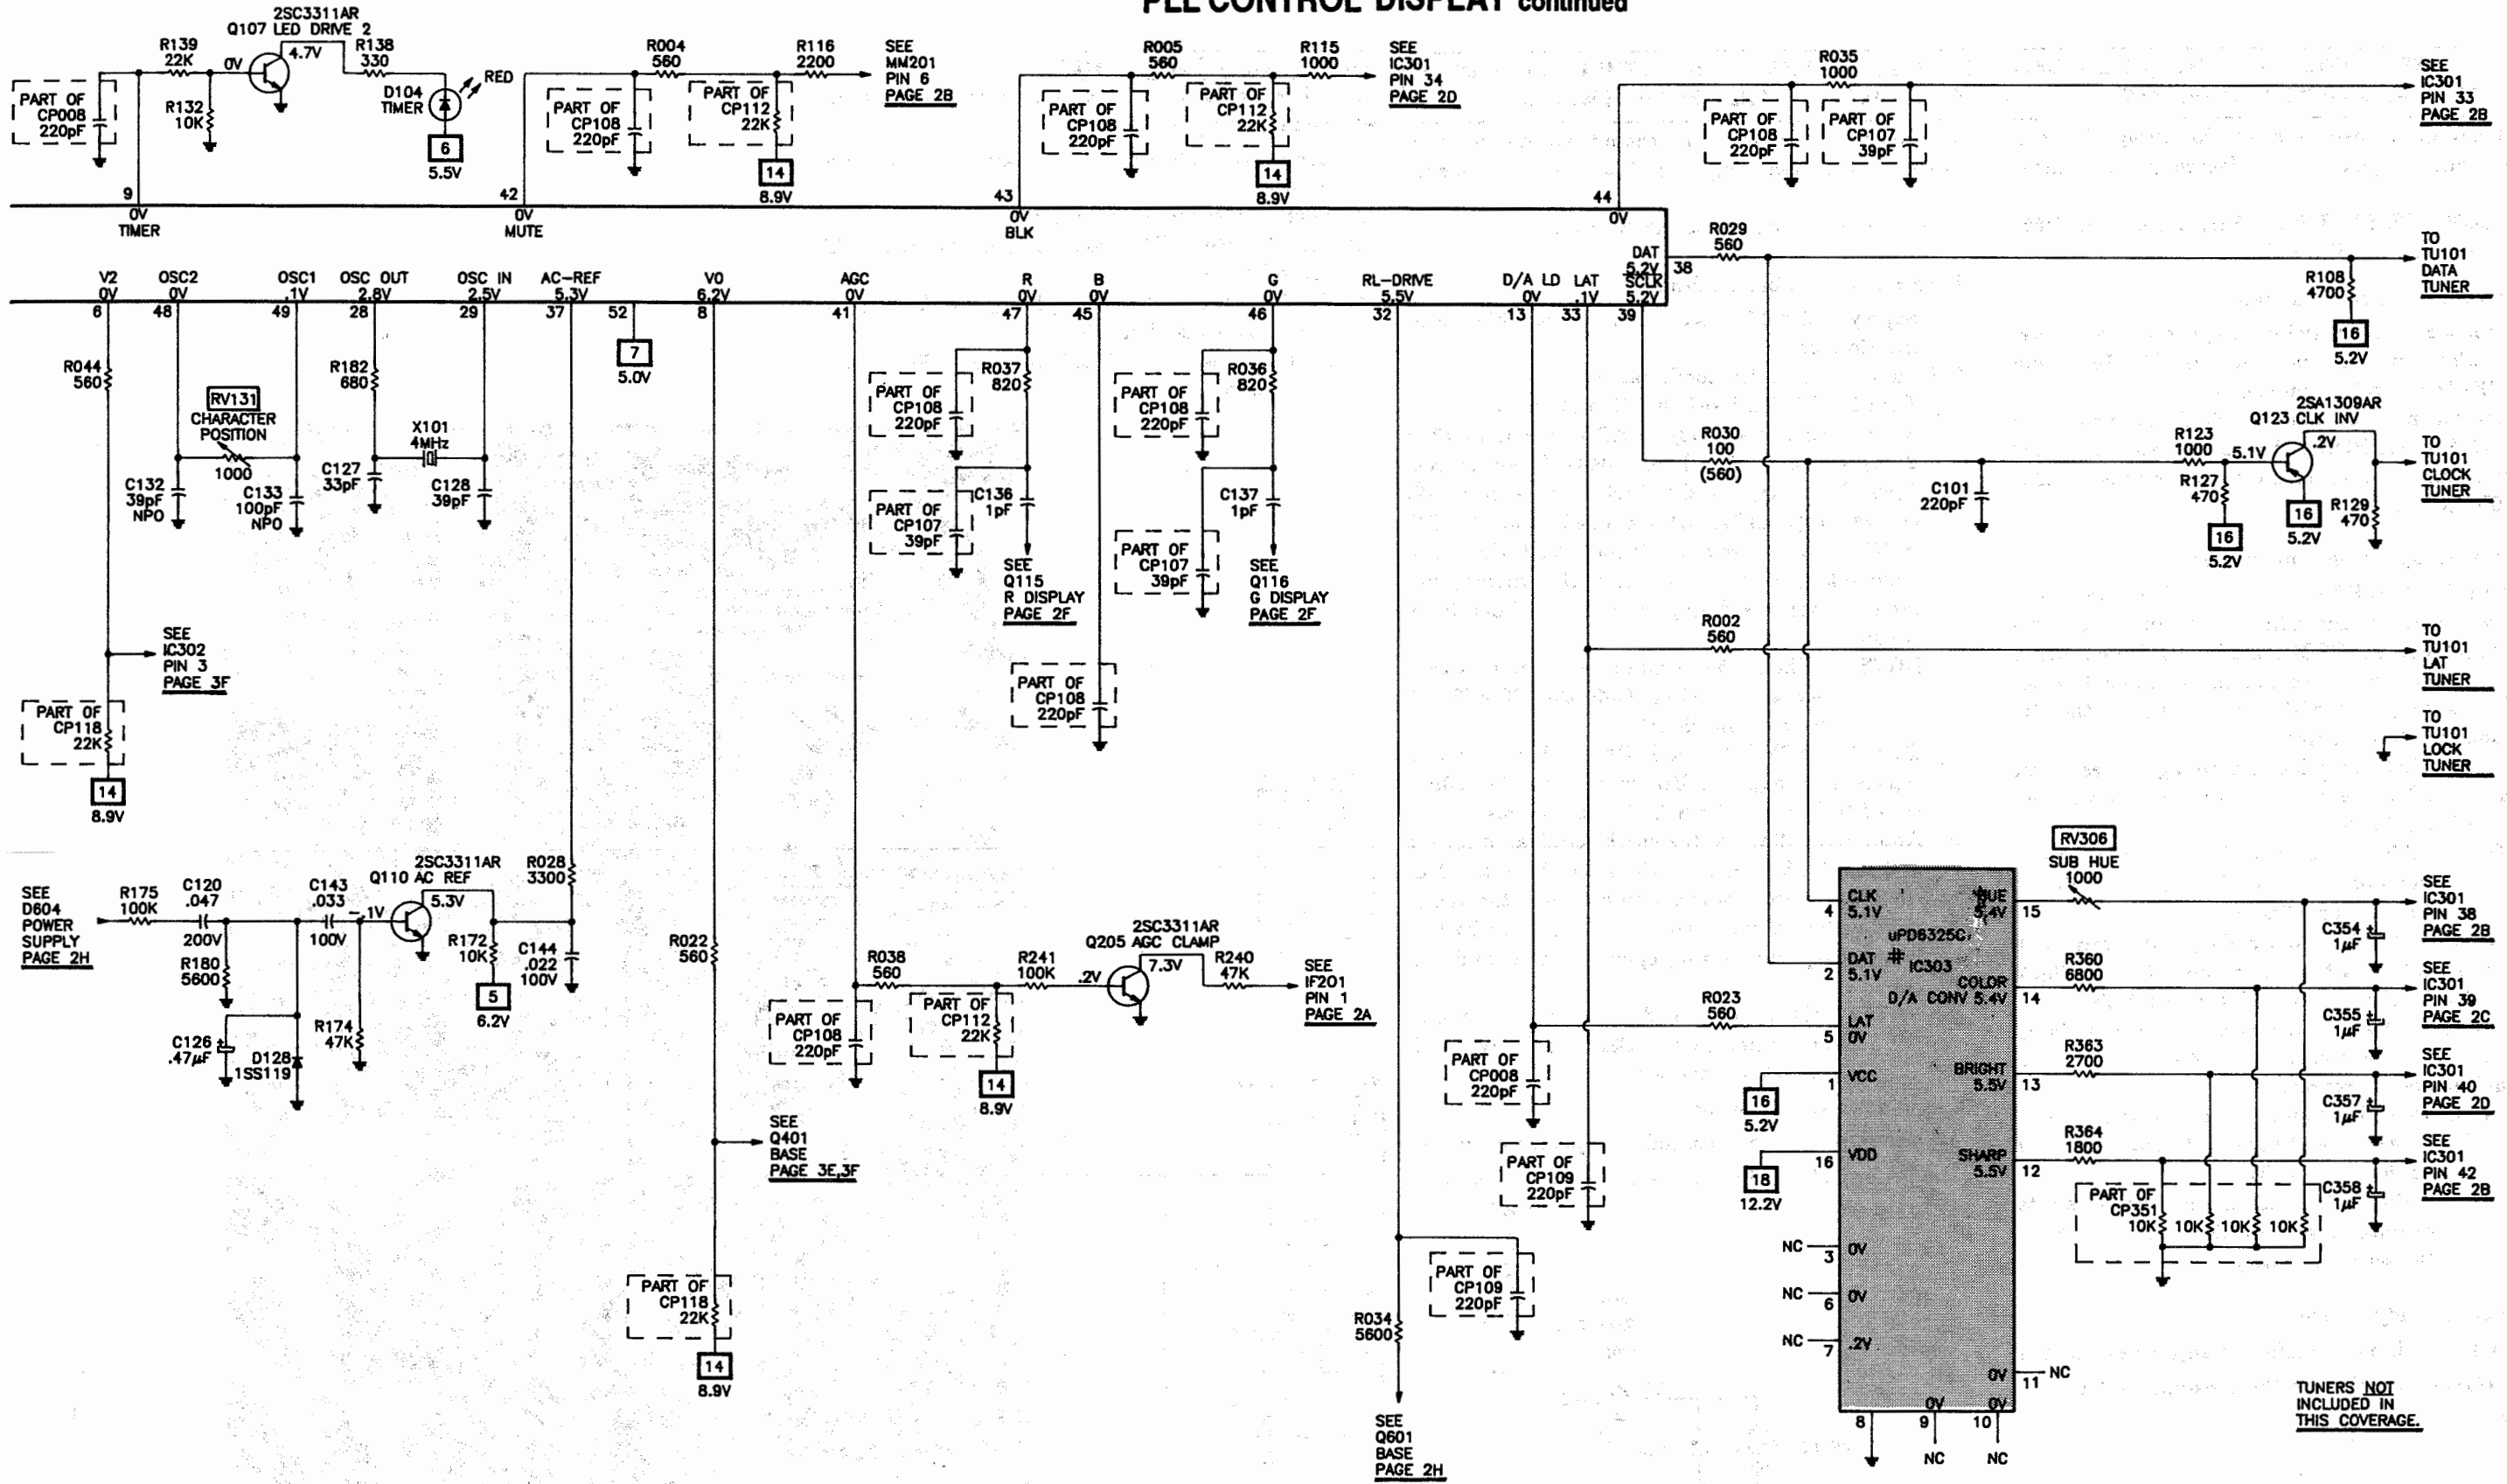 PLL CONTROL DISPLAY continued
2SC3311AR
Q107 LED DRIVE 2
4.7V
R139
22K
0V
R138
330
RED
D104
TIMER
R132
10K
PART OF
CP008
220pF
6
5.5V
R004
560
R116
2200
SEE
MM201
PIN 6
PAGE 2B
PART OF
CP108
220pF
PART OF
CP112
22K
14
8.9V
R005
560
R115
1000
SEE
IC301
PIN 34
PAGE 2D
PART OF
CP108
220pF
PART OF
CP112
22K
14
8.9V
R035
1000
SEE
IC301
PIN 33
PAGE 2B
PART OF
CP108
220pF
PART OF
CP107
39pF
9
0V
TIMER
42
0V
MUTE
43
0V
BLK
44
0V
DAT
5.2V
38
SCLK
5.2V
39
V2
0V
6
OSC2
0V
48
OSC1
.1V
49
OSC OUT
2.8V
28
OSC IN
2.5V
29
AC-REF
5.3V
37
52
7
5.0V
V0
6.2V
8
AGC
0V
41
R
0V
47
B
0V
45
G
0V
46
RL-DRIVE
5.5V
32
D/A LD
0V
13
LAT
.1V
33
R029
560
TO
TU101
DATA
TUNER
R108
4700
16
5.2V
R044
560
RV131
CHARACTER
POSITION
1000
C132
39pF
NPO
C133
100pF
NPO
R182
680
X101
4MHz
C127
33pF
C128
39pF
PART OF
CP108
220pF
R037
820
PART OF
CP107
39pF
C136
1pF
SEE
Q115
R DISPLAY
PAGE 2F
PART OF
CP108
220pF
R036
820
PART OF
CP107
39pF
C137
1pF
SEE
Q116
G DISPLAY
PAGE 2F
PART OF
CP108
220pF
R030
100
(560)
C101
220pF
R123
1000
R127
470
16
5.2V
2SA1309AR
Q123 CLK INV
5.1V
.2V
16
5.2V
R129
470
TO
TU101
CLOCK
TUNER
R002
560
TO
TU101
LAT
TUNER
TO
TU101
LOCK
TUNER
SEE
IC302
PIN 3
PAGE 3F
PART OF
CP118
22K
14
8.9V
SEE
D604
POWER
SUPPLY
PAGE 2H
R175
100K
C120
.047
200V
C143
.033
100V
-.1V
2SC3311AR
Q110 AC REF
5.3V
R028
3300
R180
5600
C126
.47µF
D128
1SS119
R174
47K
R172
10K
5
6.2V
C144
.022
100V
R022
560
SEE
Q401
BASE
PAGE 3E,3F
PART OF
CP118
22K
14
8.9V
R038
560
PART OF
CP108
220pF
PART OF
CP112
22K
14
8.9V
R241
100K
.2V
2SC3311AR
Q205 AGC CLAMP
7.3V
R240
47K
SEE
IF201
PIN 1
PAGE 2A
R034
5600
SEE
Q601
BASE
PAGE 2H
PART OF
CP109
220pF
PART OF
CP008
220pF
PART OF
CP109
220pF
R023
560
CLK
5.1V
4
DAT
5.1V
2
LAT
0V
5
VCC
1
16
5.2V
VDD
16
18
12.2V
NC
3
0V
NC
6
0V
NC
7
.2V
8
0V
9
NC
0V
10
NC
0V
11
NC
uPD6325C
#
IC303
D/A CONV
HUE
5.4V
15
COLOR
5.4V
14
BRIGHT
5.5V
13
SHARP
5.5V
12
RV306
SUB HUE
1000
SEE
IC301
PIN 38
PAGE 2B
C354
1µF
R360
6800
SEE
IC301
PIN 39
PAGE 2C
C355
1µF
R363
2700
SEE
IC301
PIN 40
PAGE 2D
C357
1µF
R364
1800
SEE
IC301
PIN 42
PAGE 2B
C358
1µF
PART OF
CP351
10K
10K
10K
10K
TUNERS NOT
INCLUDED IN
THIS COVERAGE.